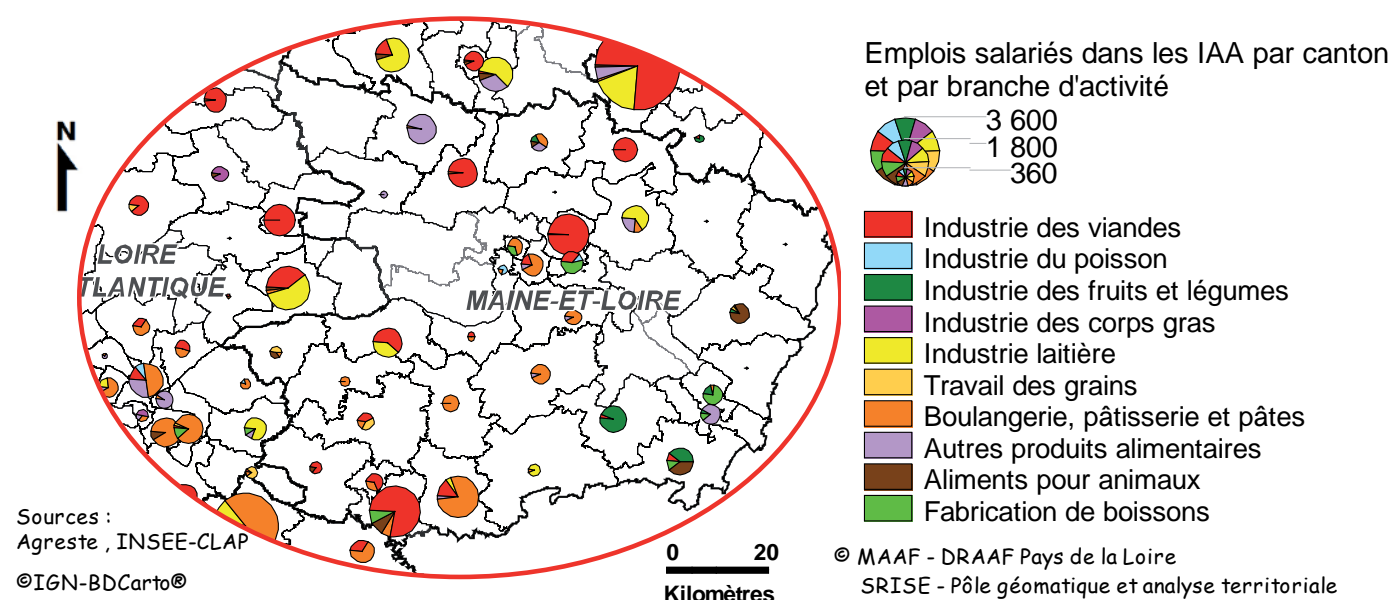 Emplois salariés dans les IAA par canton
et par branche d'activité
3 600
1 800
360
N
LOIRE
TLANTIQUE
MAINE-ET-LOIRE
Industrie des viandes
Industrie du poisson
Industrie des fruits et légumes
Industrie des corps gras
Industrie laitière
Travail des grains
Boulangerie, pâtisserie et pâtes
Autres produits alimentaires
Aliments pour animaux
Fabrication de boissons
Sources :
Agreste , INSEE-CLAP
©IGN-BDCarto®
0 20
Kilomètres
© MAAF - DRAAF Pays de la Loire
SRISE - Pôle géomatique et analyse territoriale